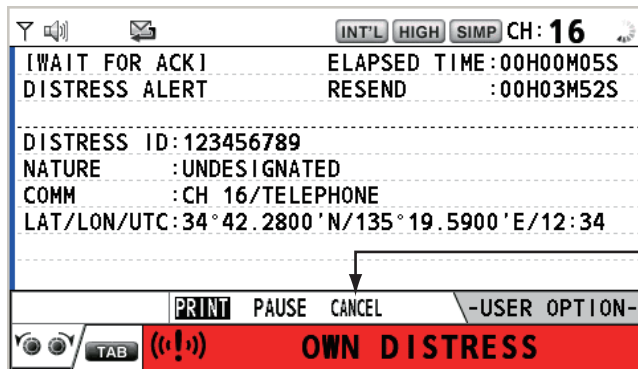 INT'L HIGH SIMP CH: 16
[WAIT FOR ACK] ELAPSED TIME:00H00M05S
DISTRESS ALERT RESEND :00H03M52S
DISTRESS ID:123456789
NATURE :UNDESIGNATED
COMM :CH 16/TELEPHONE
LAT/LON/UTC:34°42.2800'N/135°19.5900'E/12:34
PRINT PAUSE CANCEL -USER OPTION-
TAB OWN DISTRESS